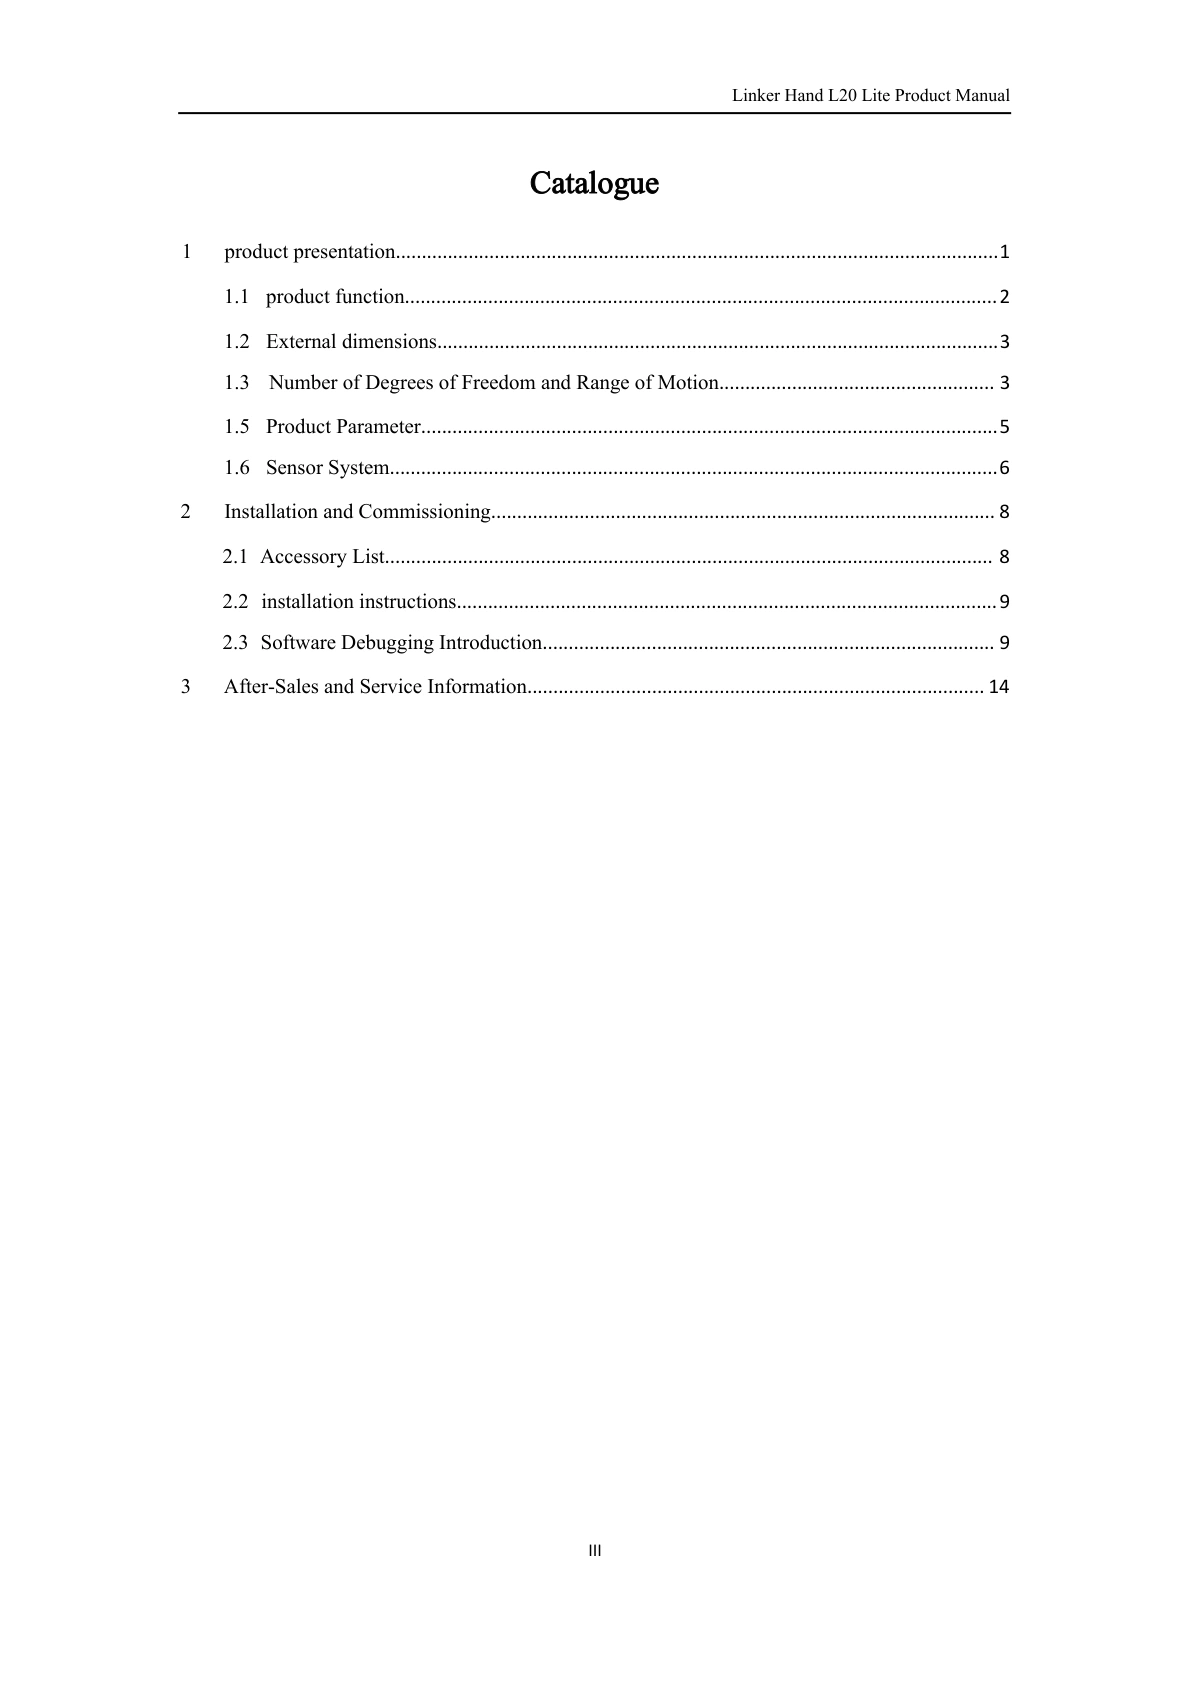 Linker Hand L20 Lite Product Manual
Catalogue
1 product presentation....................................................................................................................1
1.1 product function..................................................................................................................2
1.2 External dimensions............................................................................................................3
1.3 Number of Degrees of Freedom and Range of Motion..................................................... 3
1.5 Product Parameter...............................................................................................................5
1.6 Sensor System.....................................................................................................................6
2 Installation and Commissioning................................................................................................. 8
2.1 Accessory List..................................................................................................................... 8
2.2 installation instructions........................................................................................................9
2.3 Software Debugging Introduction....................................................................................... 9
3 After-Sales and Service Information........................................................................................ 14
III